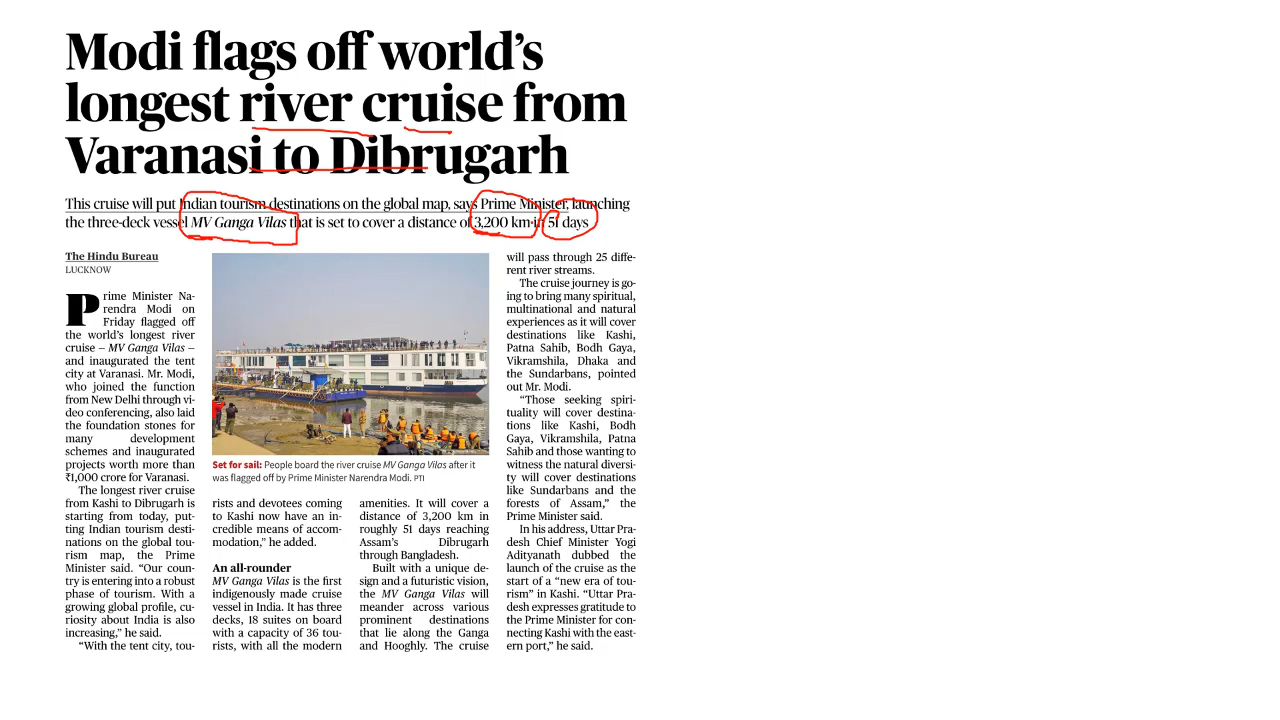 Modi flags off world's
longest river cruise from
Varanasi to Dibrugarh
This cruise will put Indian tourism destinations on the global map, says Prime Minister, launching
the three-deck vessel MV Ganga Vilas that is set to cover a distance of 3,200 km in 51 days
The Hindu Bureau
LUCKNOW
Prime Minister Na-
rendra Modi on
Friday flagged off
the world's longest river
cruise – MV Ganga Vilas –
and inaugurated the tent
city at Varanasi. Mr. Modi,
who joined the function
from New Delhi through vi-
deo conferencing, also laid
the foundation stones for
many development
schemes and inaugurated
projects worth more than
₹1,000 crore for Varanasi.
The longest river cruise
from Kashi to Dibrugarh is
starting from today, put-
ting Indian tourism desti-
nations on the global tou-
rism map, the Prime
Minister said. “Our coun-
try is entering into a robust
phase of tourism. With a
growing global profile, cu-
riosity about India is also
increasing,” he said.
“With the tent city, tou-
Set for sail: People board the river cruise MV Ganga Vilas after it
was flagged off by Prime Minister Narendra Modi. PTI
rists and devotees coming
to Kashi now have an in-
credible means of accom-
modation,” he added.
An all-rounder
MV Ganga Vilas is the first
indigenously made cruise
vessel in India. It has three
decks, 18 suites on board
with a capacity of 36 tou-
rists, with all the modern
amenities. It will cover a
distance of 3,200 km in
roughly 51 days reaching
Assam's Dibrugarh
through Bangladesh.
Built with a unique de-
sign and a futuristic vision,
the MV Ganga Vilas will
meander across various
prominent destinations
that lie along the Ganga
and Hooghly. The cruise
will pass through 25 diffe-
rent river streams.
The cruise journey is go-
ing to bring many spiritual,
multinational and natural
experiences as it will cover
destinations like Kashi,
Patna Sahib, Bodh Gaya,
Vikramshila, Dhaka and
the Sundarbans, pointed
out Mr. Modi.
“Those seeking spiri-
tuality will cover destina-
tions like Kashi, Bodh
Gaya, Vikramshila, Patna
Sahib and those wanting to
witness the natural diversi-
ty will cover destinations
like Sundarbans and the
forests of Assam,” the
Prime Minister said.
In his address, Uttar Pra-
desh Chief Minister Yogi
Adityanath dubbed the
launch of the cruise as the
start of a “new era of tou-
rism” in Kashi. “Uttar Pra-
desh expresses gratitude to
the Prime Minister for con-
necting Kashi with the east-
ern port,” he said.